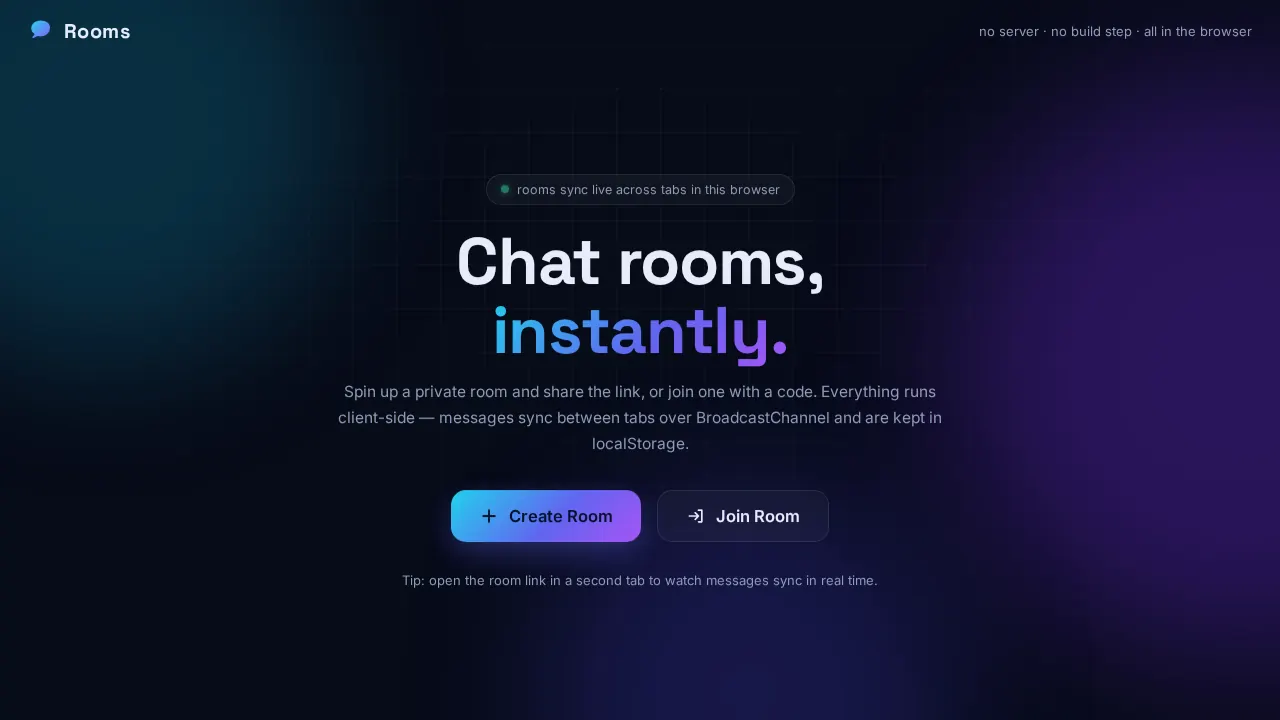 Rooms
no server · no build step · all in the browser
rooms sync live across tabs in this browser
Chat rooms,
instantly.
Spin up a private room and share the link, or join one with a code. Everything runs
client-side — messages sync between tabs over BroadcastChannel and are kept in
localStorage.
Create Room
Join Room
Tip: open the room link in a second tab to watch messages sync in real time.